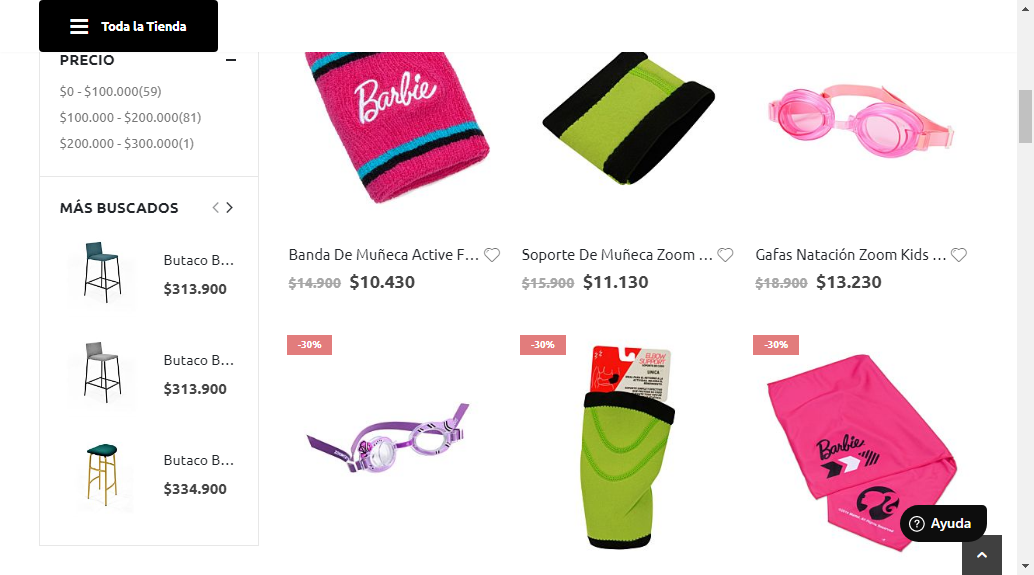 Toda la Tienda
PRECIO
$0 - $100.000(59)
$100.000 - $200.000(81)
$200.000 - $300.000(1)
MÁS BUSCADOS
Butaco B...
$313.900
Butaco B...
$313.900
Butaco B...
$334.900
Barbie
Banda De Muñeca Active F...
$14.900 $10.430
Soporte De Muñeca Zoom ...
$15.900 $11.130
Gafas Natación Zoom Kids ...
$18.900 $13.230
-30%
-30%
ELBOW
SUPPORT
UNICA
-30%
Barbie
Ayuda